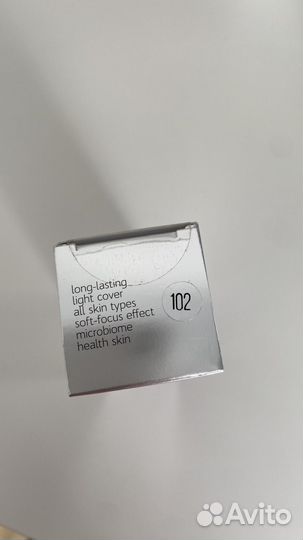 long-lasting
light cover
all skin types
soft-focus effect
microbiome
health skin
102
Avito